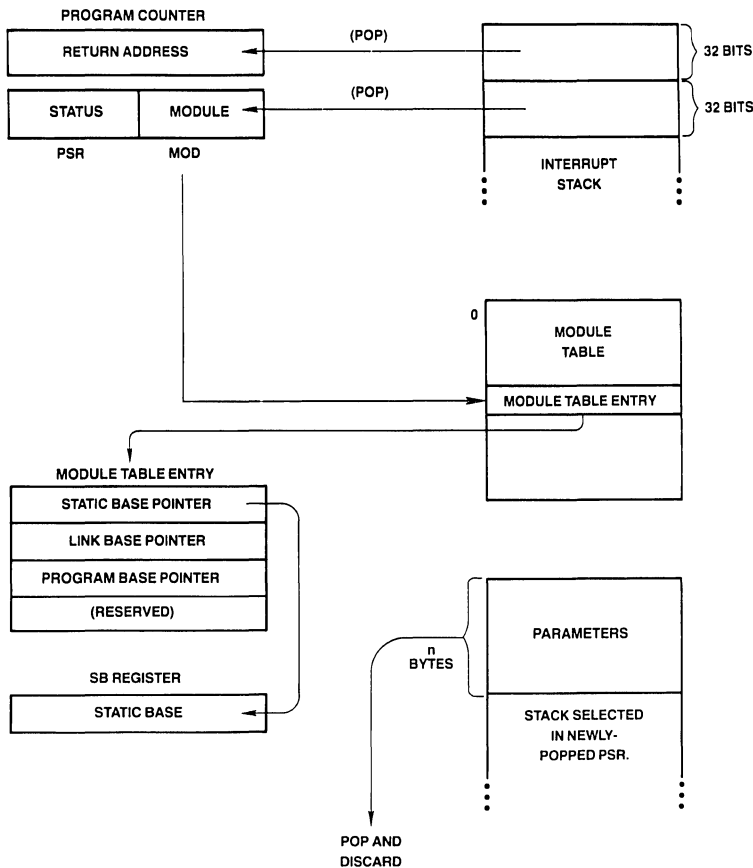 PROGRAM COUNTER
RETURN ADDRESS
(POP)
32 BITS
STATUS
MODULE
(POP)
32 BITS
PSR
MOD
INTERRUPT
STACK
0
MODULE
TABLE
MODULE TABLE ENTRY
MODULE TABLE ENTRY
STATIC BASE POINTER
LINK BASE POINTER
PROGRAM BASE POINTER
(RESERVED)
SB REGISTER
STATIC BASE
n
BYTES
PARAMETERS
STACK SELECTED
IN NEWLY-
POPPED PSR.
POP AND
DISCARD